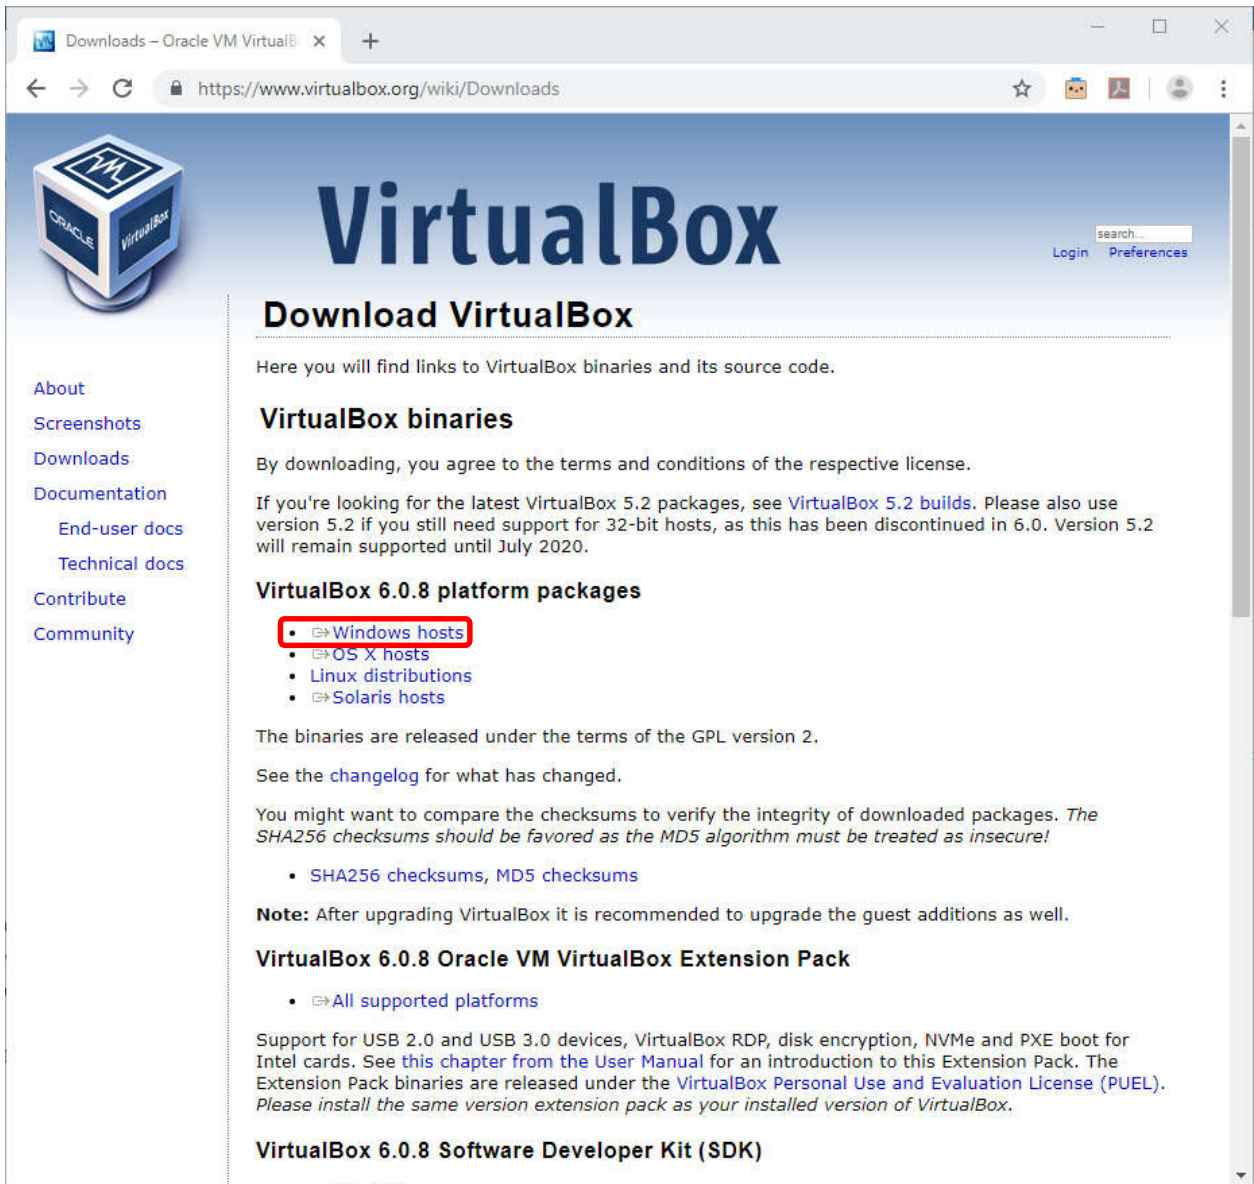 Downloads – Oracle VM VirtualB
https://www.virtualbox.org/wiki/Downloads
ORACLE
VirtualBox
VirtualBox
search...
Login Preferences
About
Screenshots
Downloads
Documentation
End-user docs
Technical docs
Contribute
Community
Download VirtualBox
Here you will find links to VirtualBox binaries and its source code.
VirtualBox binaries
By downloading, you agree to the terms and conditions of the respective license.
If you're looking for the latest VirtualBox 5.2 packages, see VirtualBox 5.2 builds. Please also use
version 5.2 if you still need support for 32-bit hosts, as this has been discontinued in 6.0. Version 5.2
will remain supported until July 2020.
VirtualBox 6.0.8 platform packages
• Windows hosts
• OS X hosts
• Linux distributions
• Solaris hosts
The binaries are released under the terms of the GPL version 2.
See the changelog for what has changed.
You might want to compare the checksums to verify the integrity of downloaded packages. The
SHA256 checksums should be favored as the MD5 algorithm must be treated as insecure!
• SHA256 checksums, MD5 checksums
Note: After upgrading VirtualBox it is recommended to upgrade the guest additions as well.
VirtualBox 6.0.8 Oracle VM VirtualBox Extension Pack
• All supported platforms
Support for USB 2.0 and USB 3.0 devices, VirtualBox RDP, disk encryption, NVMe and PXE boot for
Intel cards. See this chapter from the User Manual for an introduction to this Extension Pack. The
Extension Pack binaries are released under the VirtualBox Personal Use and Evaluation License (PUEL).
Please install the same version extension pack as your installed version of VirtualBox.
VirtualBox 6.0.8 Software Developer Kit (SDK)